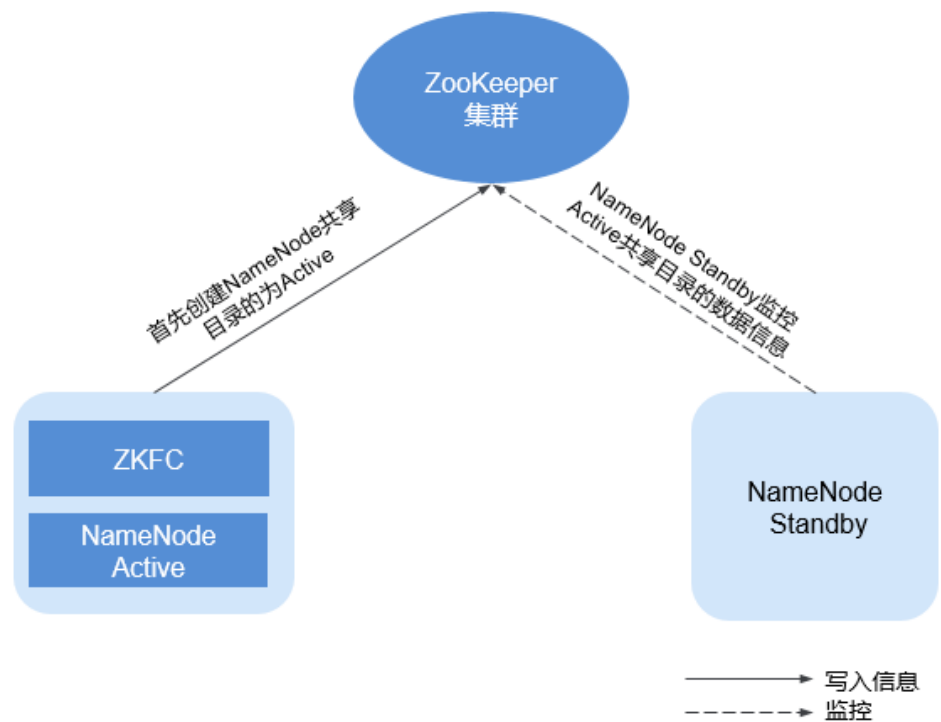 ZooKeeper
集群
首先创建NameNode共享
目录的为Active
NameNode Standby监控
Active共享目录的数据信息
ZKFC
NameNode
Active
NameNode
Standby
写入信息
监控